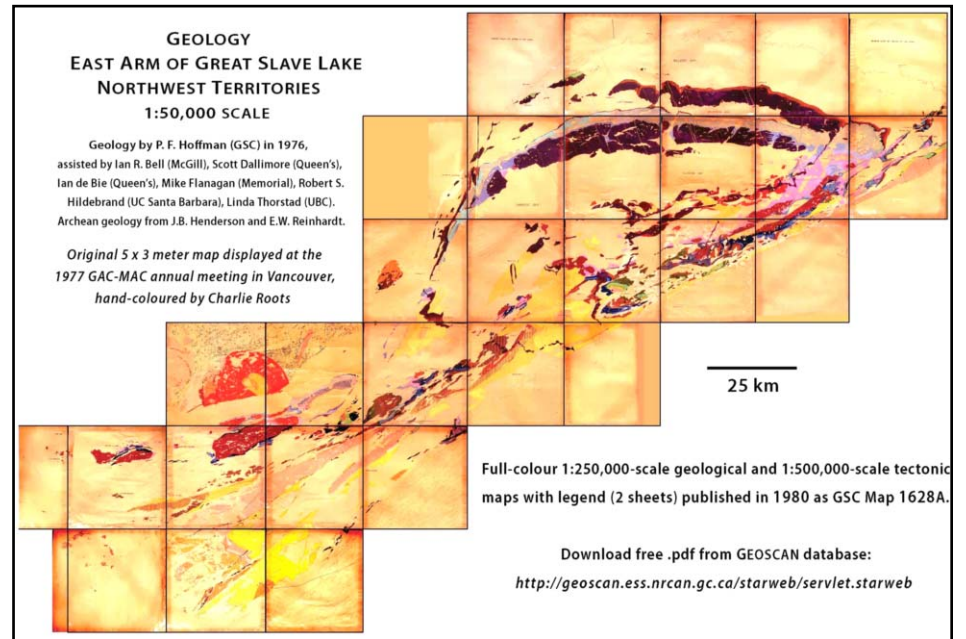 GEOLOGY
EAST ARM OF GREAT SLAVE LAKE
NORTHWEST TERRITORIES
1:50,000 SCALE
Geology by P. F. Hoffman (GSC) in 1976,
assisted by Ian R. Bell (McGill), Scott Dallimore (Queen's),
Ian de Bie (Queen's), Mike Flanagan (Memorial), Robert S.
Hildebrand (UC Santa Barbara), Linda Thorstad (UBC).
Archean geology from J.B. Henderson and E.W. Reinhardt.
Original 5 x 3 meter map displayed at the
1977 GAC-MAC annual meeting in Vancouver,
hand-coloured by Charlie Roots
25 km
Full-colour 1:250,000-scale geological and 1:500,000-scale tectonic
maps with legend (2 sheets) published in 1980 as GSC Map 1628A.
Download free .pdf from GEOSCAN database:
http://geoscan.ess.nrcan.gc.ca/starweb/servlet.starweb